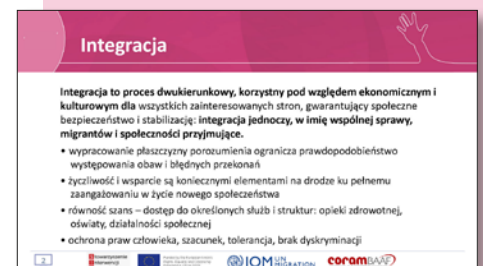 Integracja
Integracja to proces dwukierunkowy, korzystny pod względem ekonomicznym i
kulturowym dla wszystkich zainteresowanych stron, gwarantujący społeczne
bezpieczeństwo i stabilizację: integracja jednoczy, w imię wspólnej sprawy,
migrantów i społeczności przyjmujące.
• wypracowanie płaszczyzny porozumienia ogranicza prawdopodobieństwo
występowania obaw i błędnych przekonań
• życzliwość i wsparcie są koniecznymi elementami na drodze ku pełnemu
zaangażowaniu w życie nowego społeczeństwa
• równość szans – dostęp do określonych służb i struktur: opieki zdrowotnej,
oświaty, działalności społecznej
• ochrona praw człowieka, szacunek, tolerancja, brak dyskryminacji
2
IOM UN MIGRATION
coramBAAF